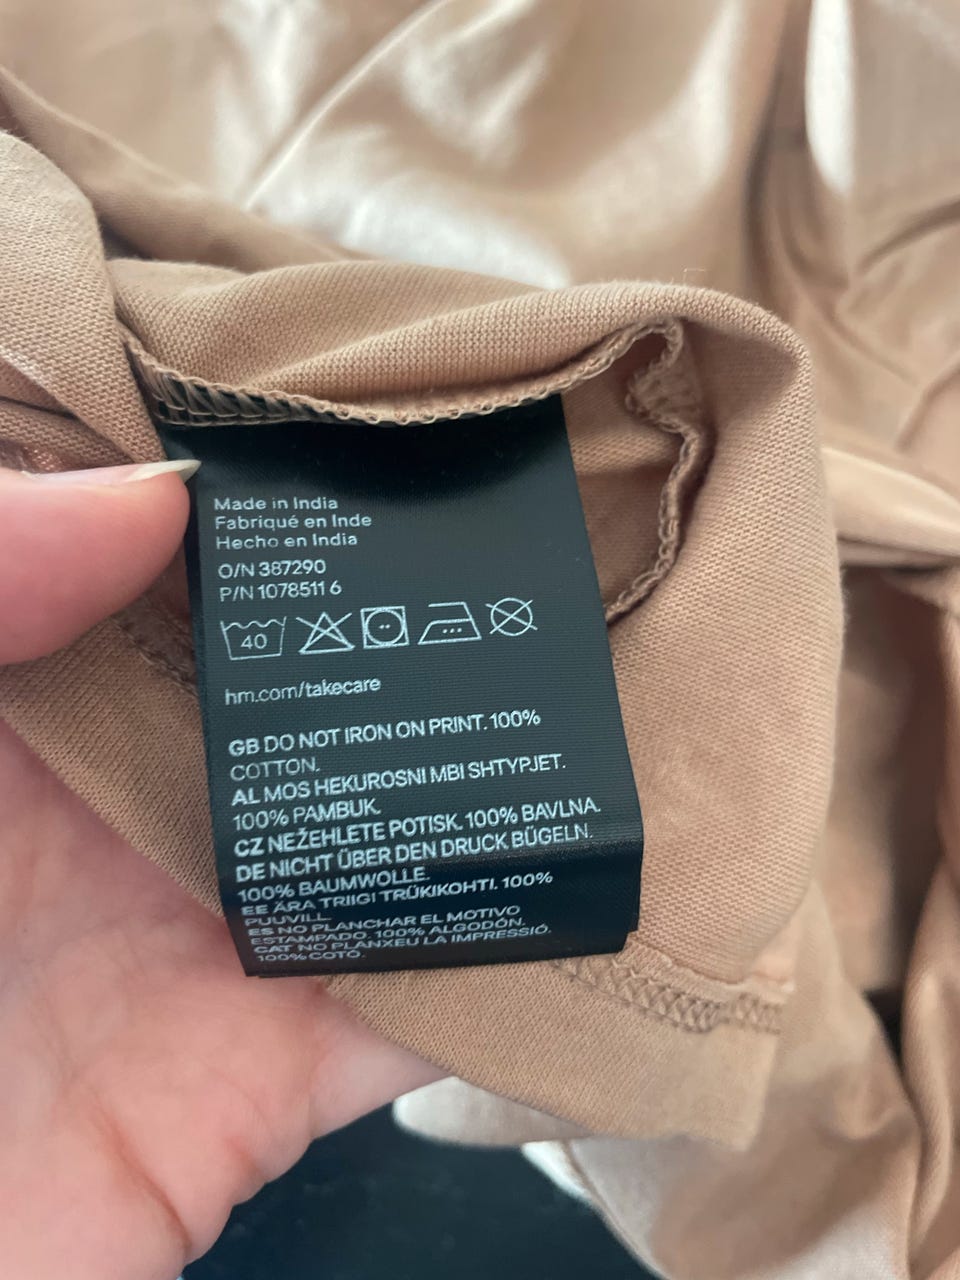 Made in India
Fabriqué en Inde
Hecho en India
O/N 387290
P/N 1078511 6
40
hm.com/takecare
GB DO NOT IRON ON PRINT. 100%
COTTON.
AL MOS HEKUROSNI MBI SHTYPJET.
100% PAMBUK.
CZ NEŽEHLETE POTISK. 100% BAVLNA.
DE NICHT ÜBER DEN DRUCK BÜGELN.
100% BAUMWOLLE.
EE ÄRA TRIIGI TRÜKIKOHTI. 100%
PUUVILL.
ES NO PLANCHAR EL MOTIVO
ESTAMPADO. 100% ALGODÓN.
CAT NO PLANXEU LA IMPRESSIÓ.
100% COTÓ.